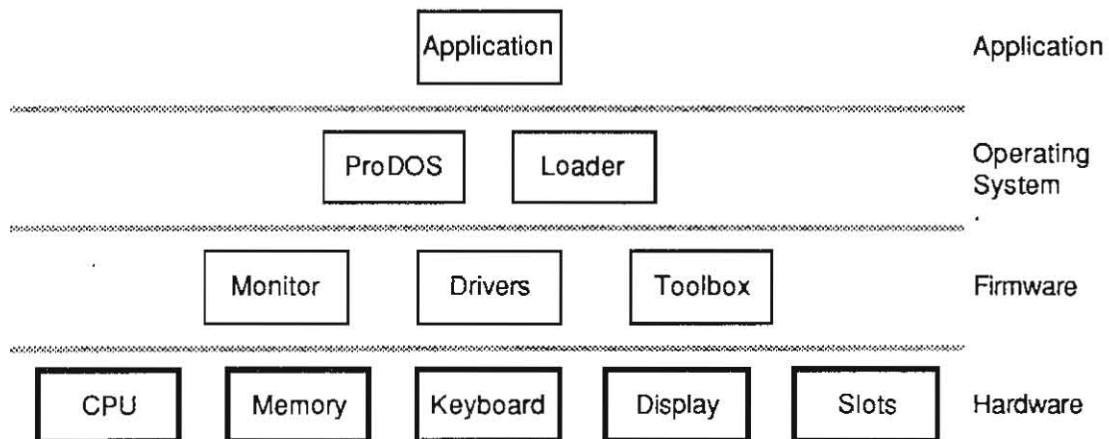 Application
Application
ProDOS
Loader
Operating
System
Monitor
Drivers
Toolbox
Firmware
CPU
Memory
Keyboard
Display
Slots
Hardware